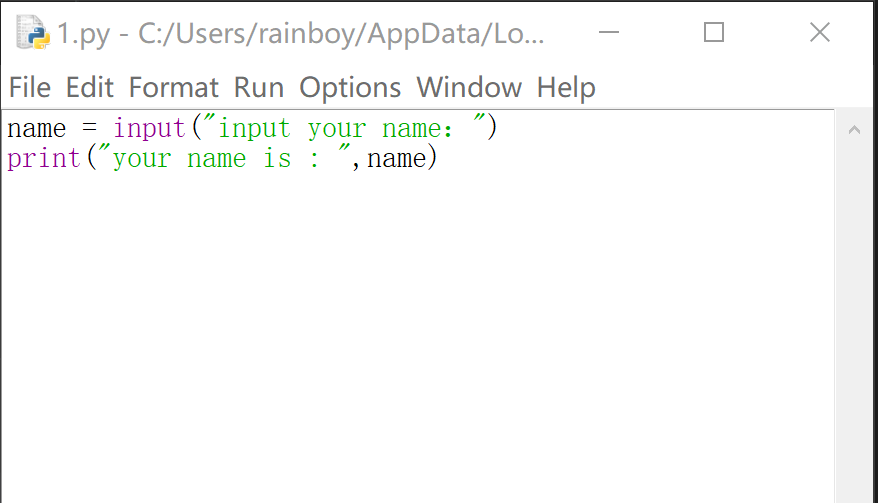 1.py - C:/Users/rainboy/AppData/Lo...
File Edit Format Run Options Window Help
name = input("input your name： ")
print("your name is : ",name)